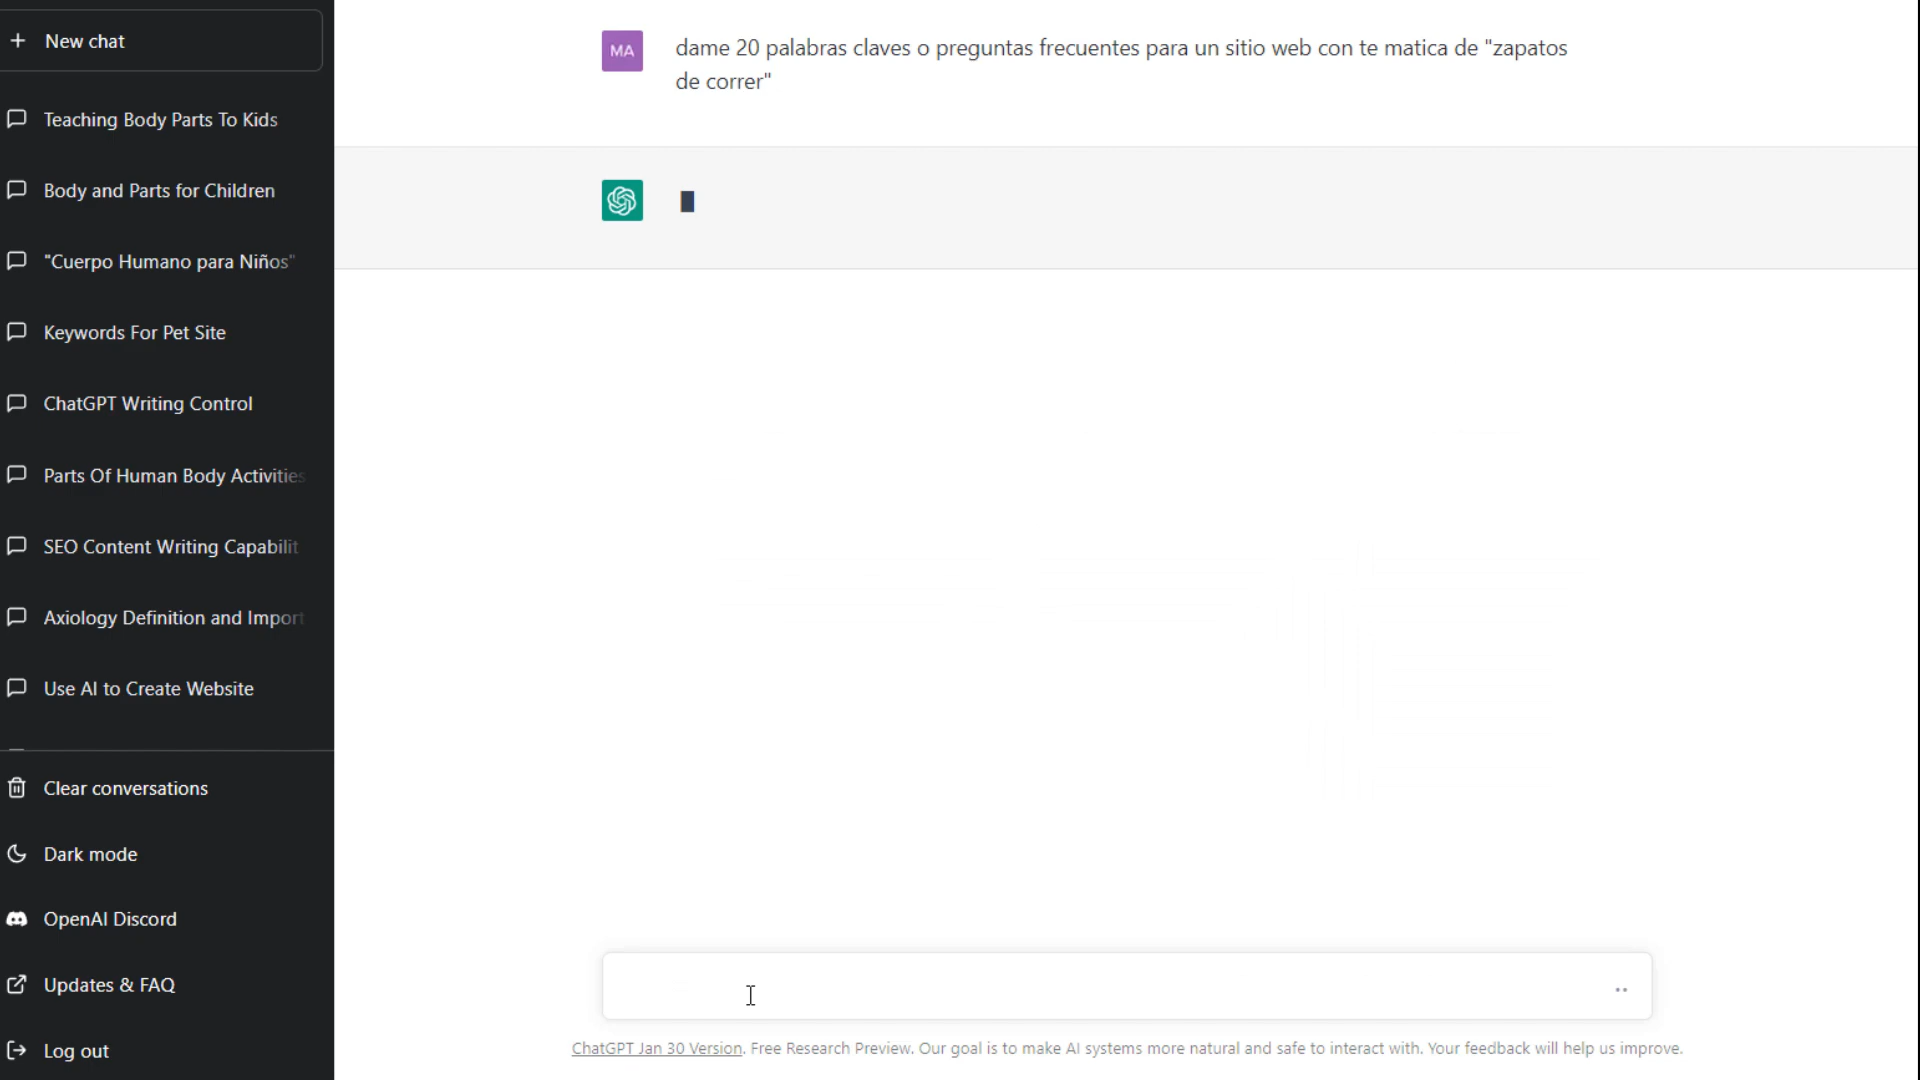 New chat
Teaching Body Parts To Kids
Body and Parts for Children
"Cuerpo Humano para Niños"
Keywords For Pet Site
ChatGPT Writing Control
Parts Of Human Body Activities
SEO Content Writing Capabilit
Axiology Definition and Import
Use AI to Create Website
Clear conversations
Dark mode
OpenAI Discord
Updates & FAQ
Log out
MA
dame 20 palabras claves o preguntas frecuentes para un sitio web con te matica de "zapatos
de correr"
ChatGPT Jan 30 Version. Free Research Preview. Our goal is to make AI systems more natural and safe to interact with. Your feedback will help us improve.